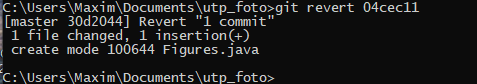 C:\Users\Maxim\Documents\utp_foto>git revert 04cec11
[master 30d2044] Revert "1 commit"
 1 file changed, 1 insertion(+)
 create mode 100644 Figures.java

C:\Users\Maxim\Documents\utp_foto>